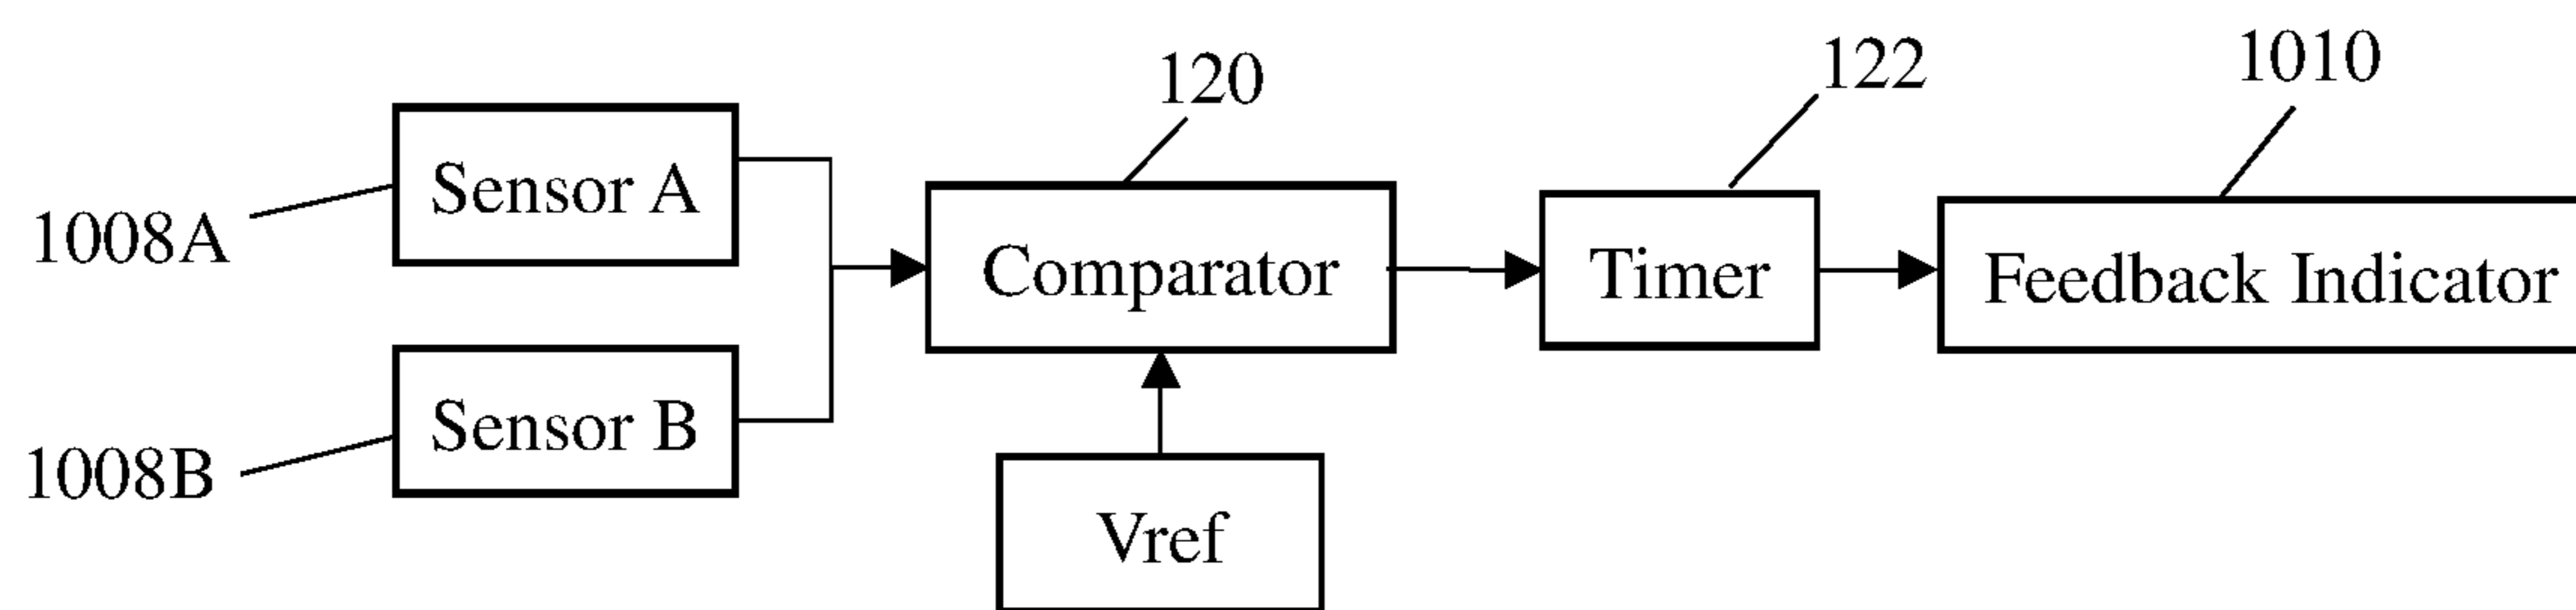 120
122
1010
Sensor A
1008A
Comparator
Timer
Feedback Indicator
Sensor B
1008B
Vref